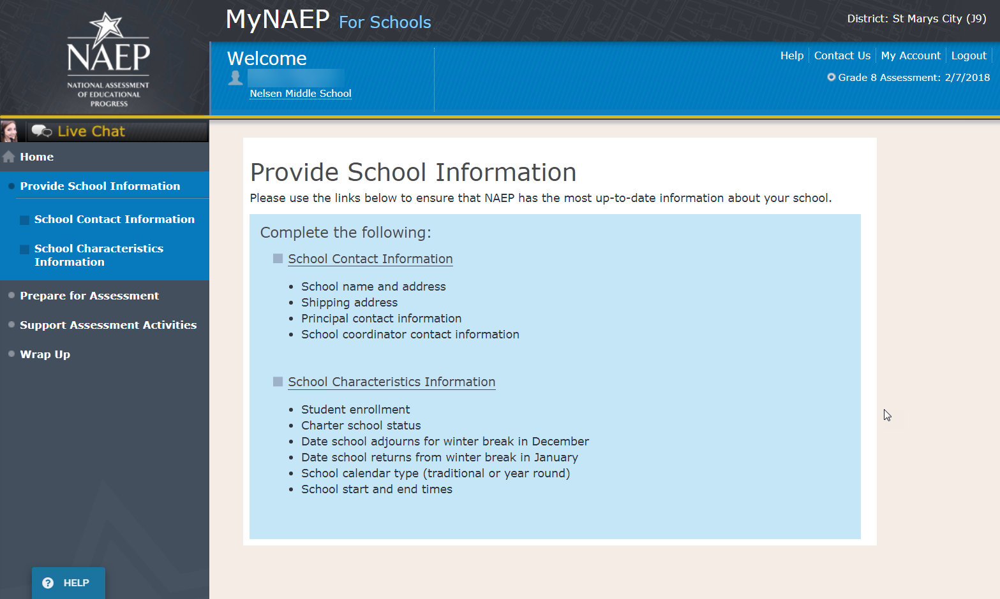 NAEP
NATIONAL ASSESSMENT
OF EDUCATIONAL
PROGRESS
MyNAEP For Schools
District: St Marys City (J9)
Welcome
Nelsen Middle School
Help
Contact Us
My Account
Logout
Grade 8 Assessment: 2/7/2018
Live Chat
Home
Provide School Information
School Contact Information
School Characteristics
Information
Prepare for Assessment
Support Assessment Activities
Wrap Up
? HELP
Provide School Information
Please use the links below to ensure that NAEP has the most up-to-date information about your school.
Complete the following:
School Contact Information
• School name and address
• Shipping address
• Principal contact information
• School coordinator contact information
School Characteristics Information
• Student enrollment
• Charter school status
• Date school adjourns for winter break in December
• Date school returns from winter break in January
• School calendar type (traditional or year round)
• School start and end times